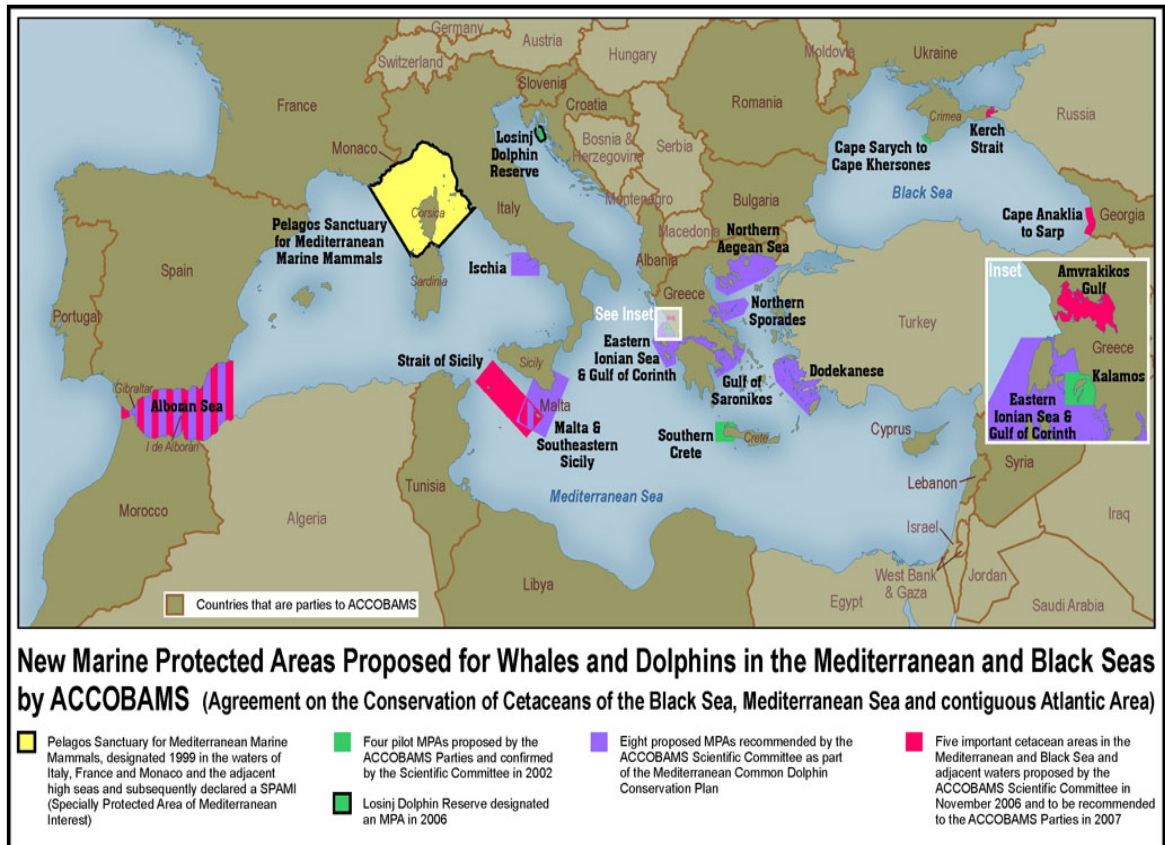 Germany
Austria
Switzerland
Hungary
Moldovia
Ukraine
Slovenia
France
Croatia
Romania
Crimea
Russia
Losinj
Dolphin
Reserve
Bosnia &
Herzegovina
Serbia
Cape Sarych to
Cape Khersones
Kerch
Strait
Monaco
Black Sea
Montenegro
Bulgaria
Italy
Corsica
Cape Anaklia
to Sarp
Georgia
Pelagos Sanctuary
for Mediterranean
Marine Mammals
Macedonia
Northern
Aegean Sea
Albania
Spain
Ischia
Sardinia
Greece
Inset
Amvrakikos
Gulf
Portugal
See Inset
Northern
Sporades
Turkey
Greece
Strait of Sicily
Sicily
Eastern
Ionian Sea
& Gulf of Corinth
Dodekanese
Kalamos
Gibraltar
Alborán Sea
Gulf of
Saronikos
Malta
Eastern
Ionian Sea &
Gulf of Corinth
I de Alborán
Malta &
Southeastern
Sicily
Southern
Crete
Crete
Cyprus
Syria
Tunisia
Mediterranean Sea
Lebanon
Morocco
Algeria
Israel
Iraq
West Bank
& Gaza
Jordan
Libya
Egypt
Saudi Arabia
Countries that are parties to ACCOBAMS
New Marine Protected Areas Proposed for Whales and Dolphins in the Mediterranean and Black Seas
by ACCOBAMS (Agreement on the Conservation of Cetaceans of the Black Sea, Mediterranean Sea and contiguous Atlantic Area)
Pelagos Sanctuary for Mediterranean Marine
Mammals, designated 1999 in the waters of
Italy, France and Monaco and the adjacent
high seas and subsequently declared a SPAMI
(Specially Protected Area of Mediterranean
Interest)
Four pilot MPAs proposed by the
ACCOBAMS Parties and confirmed
by the Scientific Committee in 2002
Losinj Dolphin Reserve designated
an MPA in 2006
Eight proposed MPAs recommended by the
ACCOBAMS Scientific Committee as part
of the Mediterranean Common Dolphin
Conservation Plan
Five important cetacean areas in the
Mediterranean and Black Sea and
adjacent waters proposed by the
ACCOBAMS Scientific Committee in
November 2006 and to be recommended
to the ACCOBAMS Parties in 2007